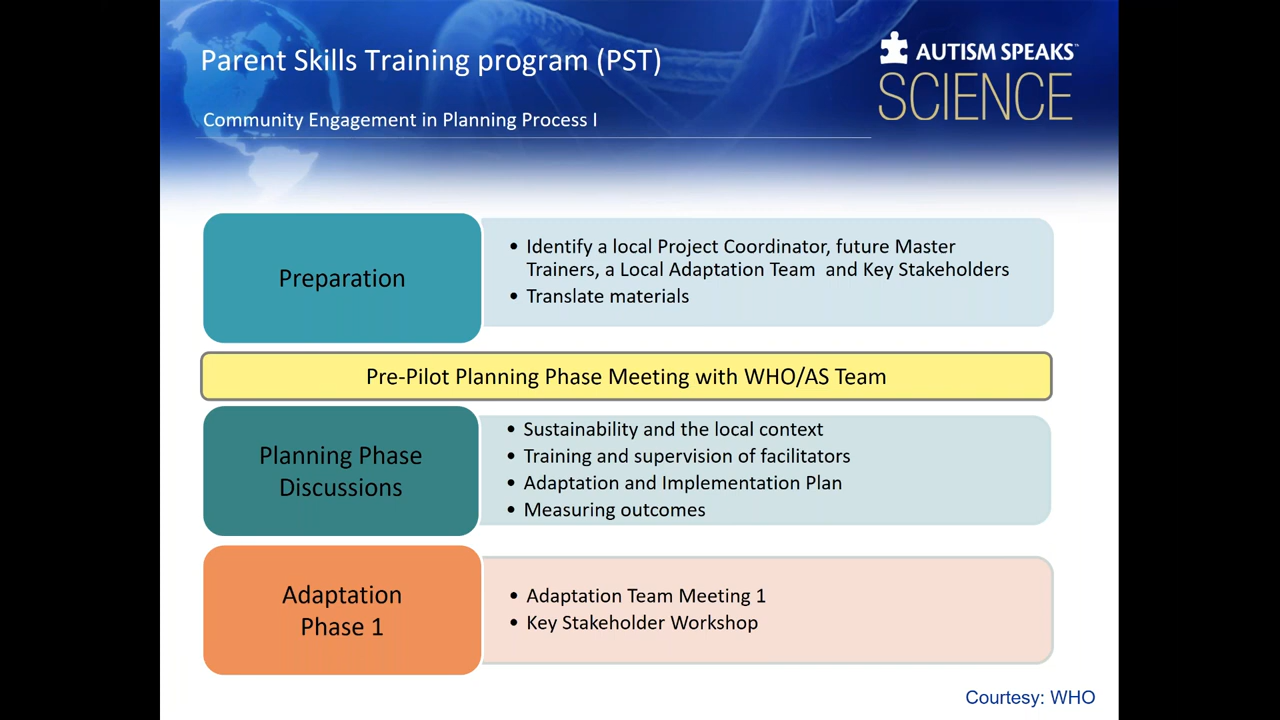 Parent Skills Training program (PST)
AUTISM SPEAKS™
SCIENCE
Community Engagement in Planning Process I
Preparation
• Identify a local Project Coordinator, future Master
Trainers, a Local Adaptation Team and Key Stakeholders
• Translate materials
Pre-Pilot Planning Phase Meeting with WHO/AS Team
Planning Phase
Discussions
• Sustainability and the local context
• Training and supervision of facilitators
• Adaptation and Implementation Plan
• Measuring outcomes
Adaptation
Phase 1
• Adaptation Team Meeting 1
• Key Stakeholder Workshop
Courtesy: WHO